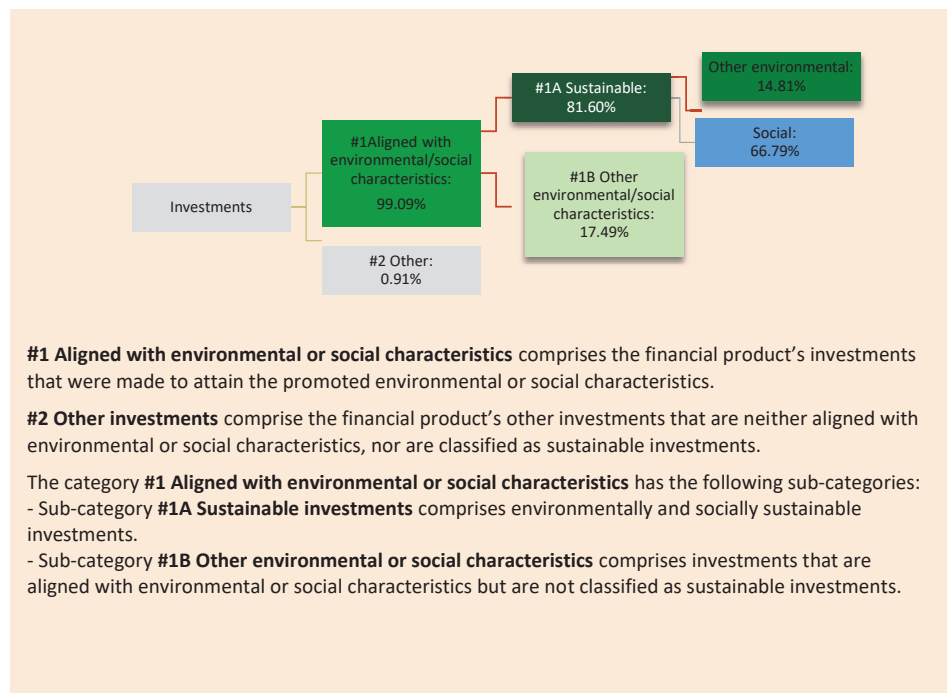 Other environmental:
14.81%
#1A Sustainable:
81.60%
Social:
66.79%
#1Aligned with
environmental/social
characteristics:
99.09%
#1B Other
environmental/social
characteristics:
17.49%
Investments
#2 Other:
0.91%
#1 Aligned with environmental or social characteristics comprises the financial product’s investments
that were made to attain the promoted environmental or social characteristics.
#2 Other investments comprise the financial product’s other investments that are neither aligned with
environmental or social characteristics, nor are classified as sustainable investments.
The category #1 Aligned with environmental or social characteristics has the following sub-categories:
- Sub-category #1A Sustainable investments comprises environmentally and socially sustainable
investments.
- Sub-category #1B Other environmental or social characteristics comprises investments that are
aligned with environmental or social characteristics but are not classified as sustainable investments.